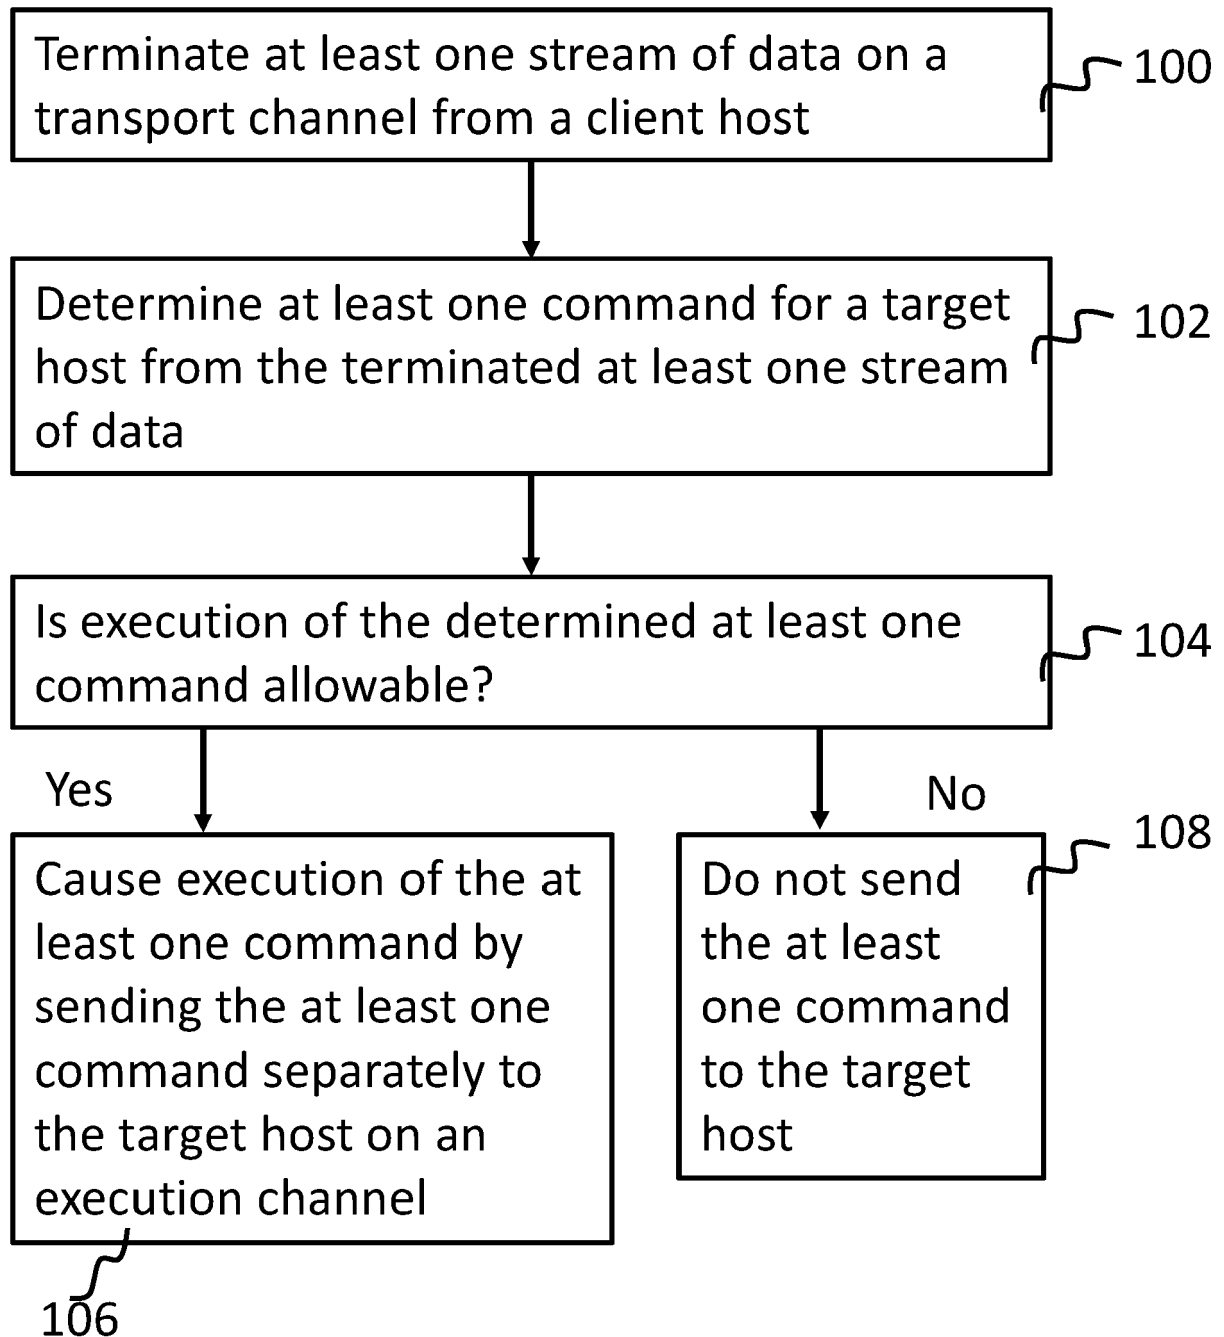 Terminate at least one stream of data on a
transport channel from a client host
100
Determine at least one command for a target
host from the terminated at least one stream
of data
102
Is execution of the determined at least one
command allowable?
104
Yes
No
Cause execution of the at
least one command by
sending the at least one
command separately to
the target host on an
execution channel
106
Do not send
the at least
one command
to the target
host
108